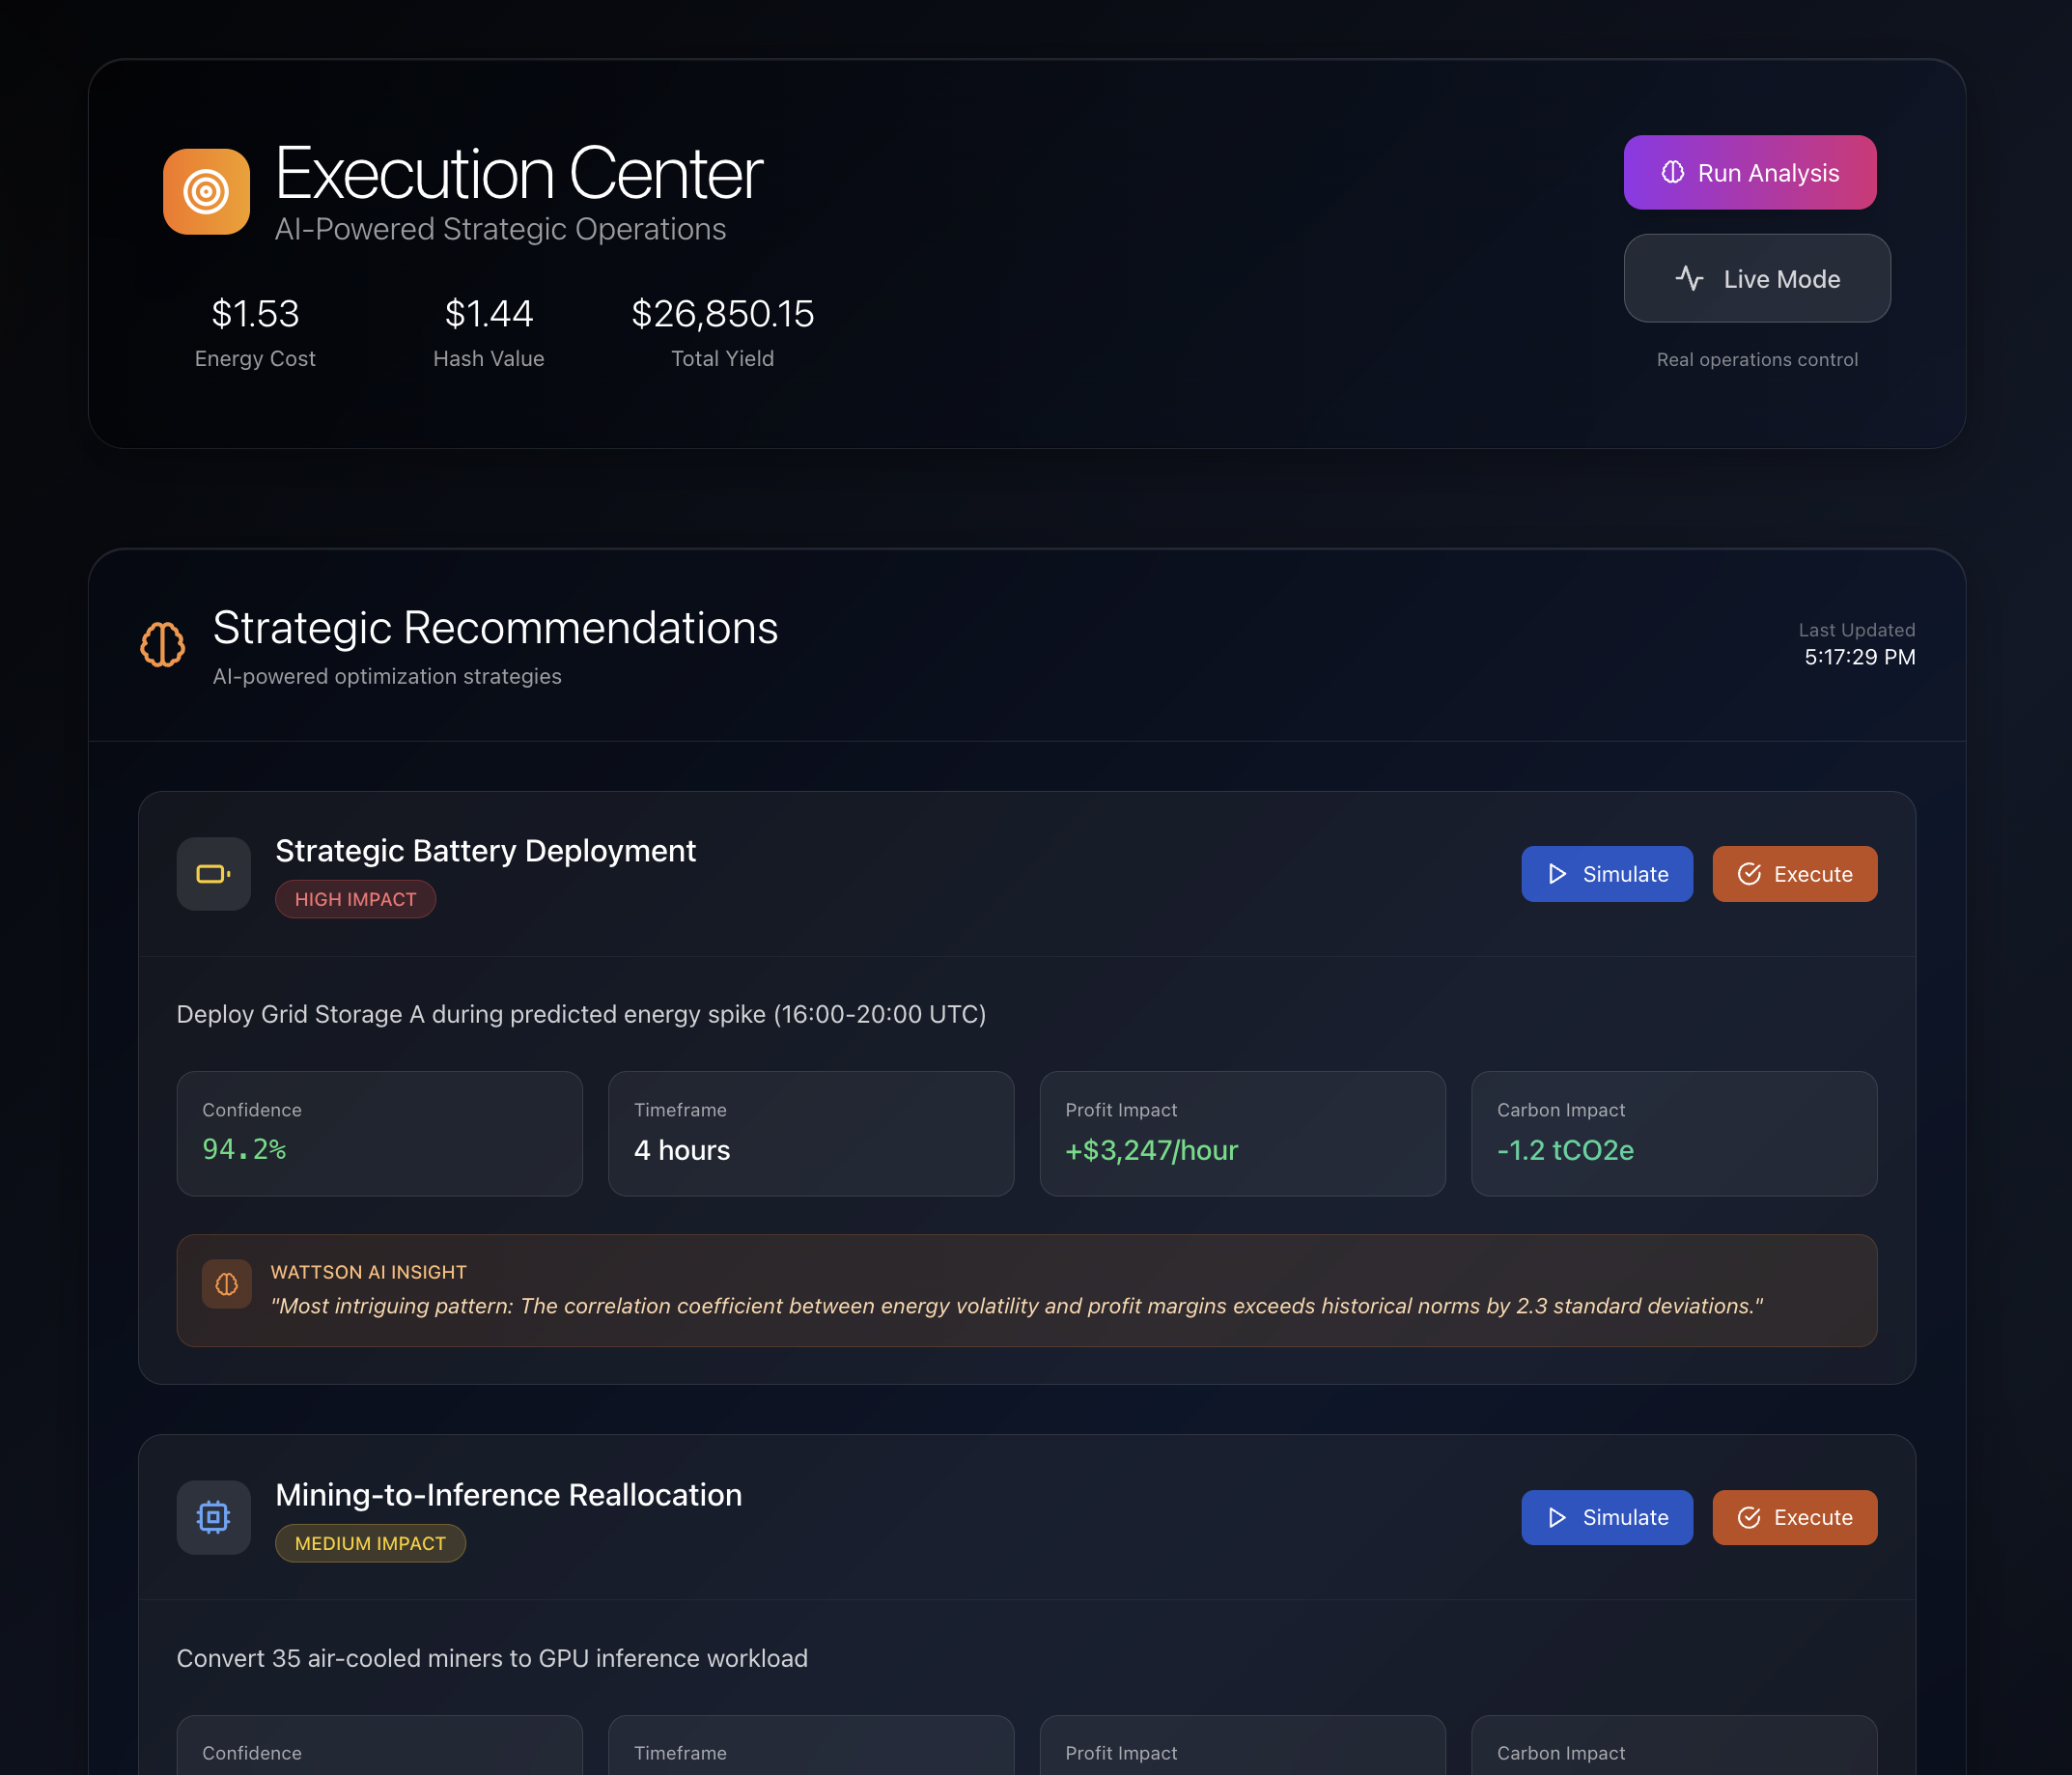 Execution Center
AI-Powered Strategic Operations
$1.53
Energy Cost
$1.44
Hash Value
$26,850.15
Total Yield
Run Analysis
Live Mode
Real operations control
Strategic Recommendations
AI-powered optimization strategies
Last Updated
5:17:29 PM
Strategic Battery Deployment
HIGH IMPACT
Simulate
Execute
Deploy Grid Storage A during predicted energy spike (16:00-20:00 UTC)
Confidence
94.2%
Timeframe
4 hours
Profit Impact
+$3,247/hour
Carbon Impact
-1.2 tCO2e
WATTSON AI INSIGHT
"Most intriguing pattern: The correlation coefficient between energy volatility and profit margins exceeds historical norms by 2.3 standard deviations."
Mining-to-Inference Reallocation
MEDIUM IMPACT
Simulate
Execute
Convert 35 air-cooled miners to GPU inference workload
Confidence
Timeframe
Profit Impact
Carbon Impact